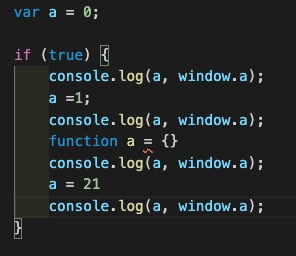 var a = 0;
if (true) {
console.log(a, window.a);
a =1;
console.log(a, window.a);
function a = {}
console.log(a, window.a);
a = 21
console.log(a, window.a);
}